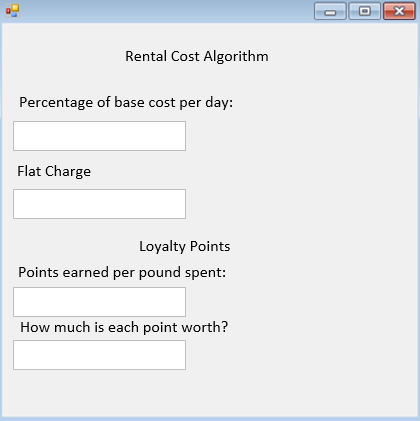 Rental Cost Algorithm
Percentage of base cost per day:
Flat Charge
Loyalty Points
Points earned per pound spent:
How much is each point worth?